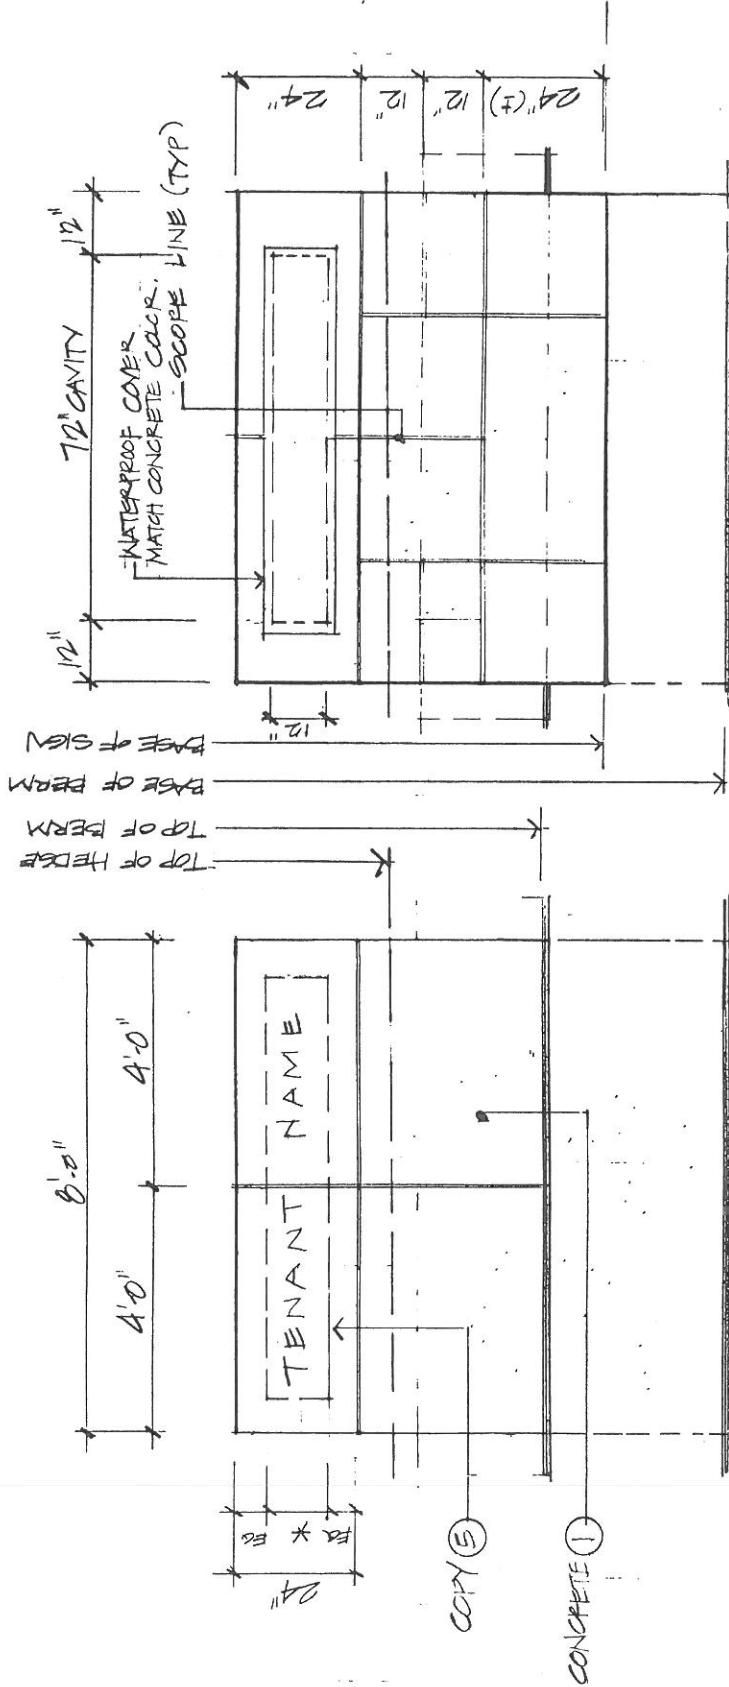 8'-0"
4'-0"
4'-0"
24"
EQ
*
EQ
TENANT NAME
COPY 5
CONCRETE 1
TOP OF HEDGE
TOP OF BERM
BASE OF BERM
BASE OF SIGN
12"
72" CAVITY
12"
WATERPROOF COVER
MATCH CONCRETE COLOR.
SCOPE LINE (TYP)
12"
24"
12"
12"
24" (±)